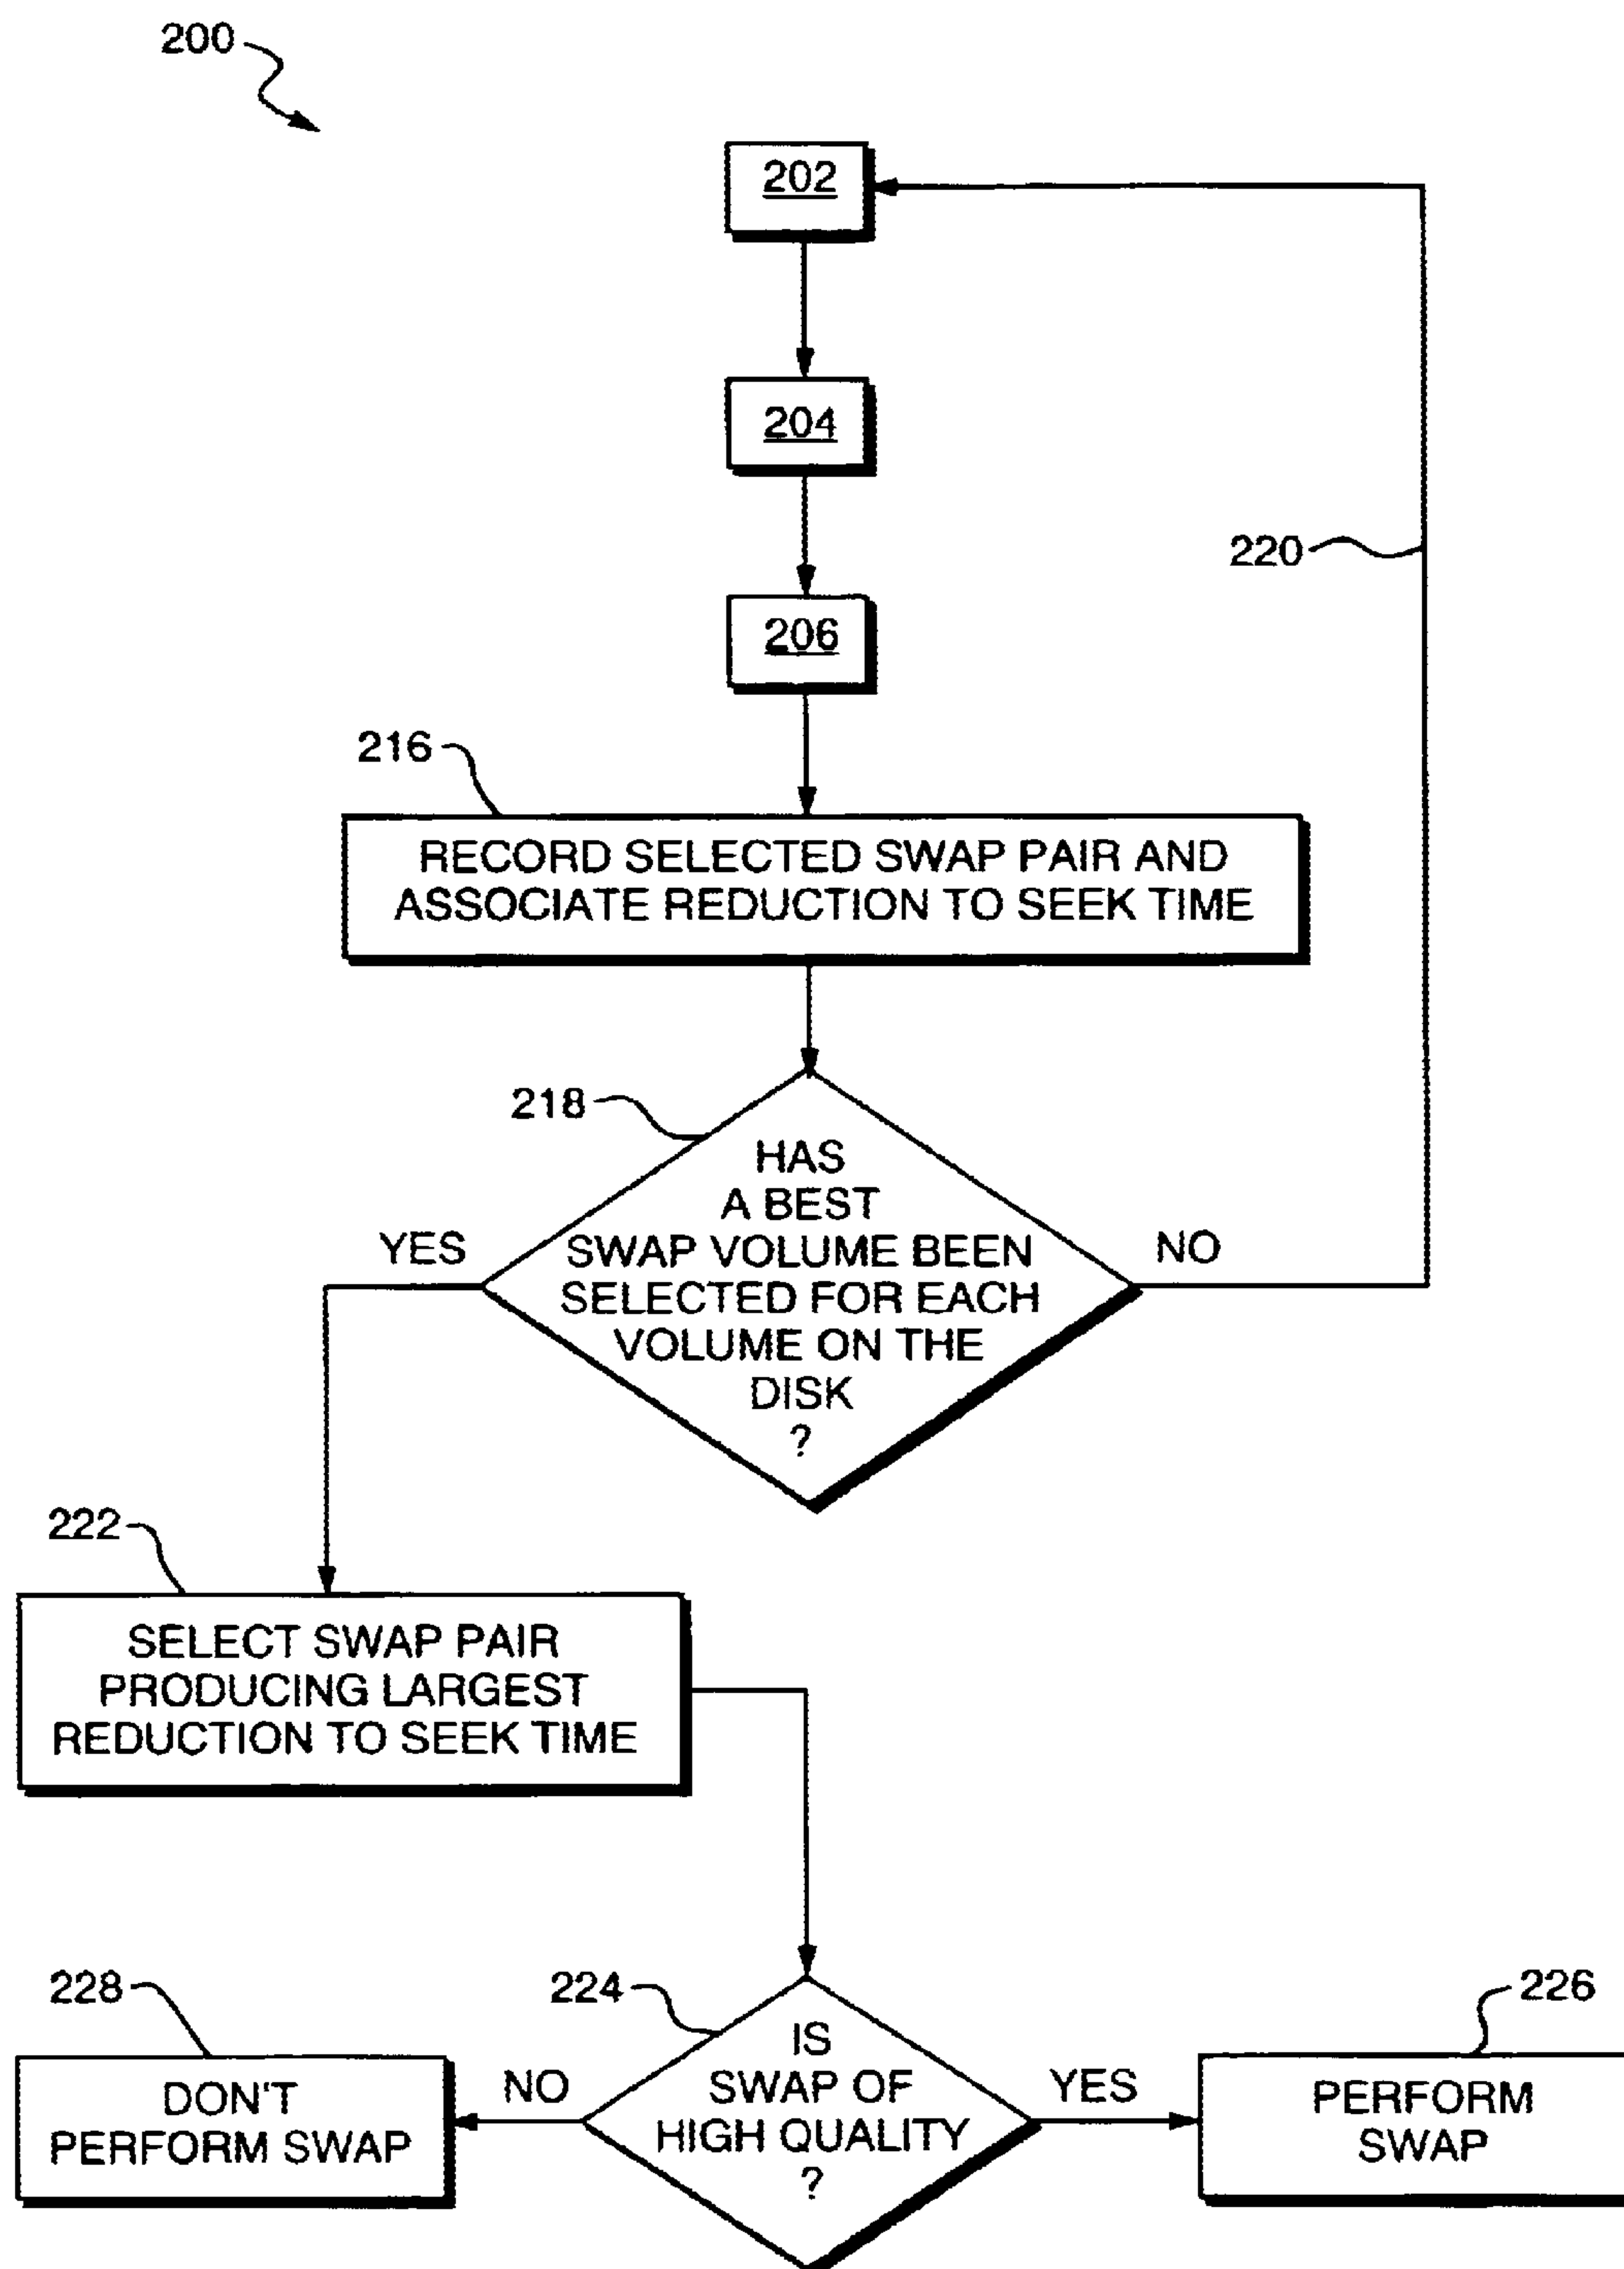 200
202
204
220
206
216
RECORD SELECTED SWAP PAIR AND
ASSOCIATE REDUCTION TO SEEK TIME
218
HAS
A BEST
SWAP VOLUME BEEN
SELECTED FOR EACH
VOLUME ON THE
DISK
?
YES
NO
222
SELECT SWAP PAIR
PRODUCING LARGEST
REDUCTION TO SEEK TIME
228
224
226
DON'T
PERFORM SWAP
NO
IS
SWAP OF
HIGH QUALITY
?
YES
PERFORM
SWAP